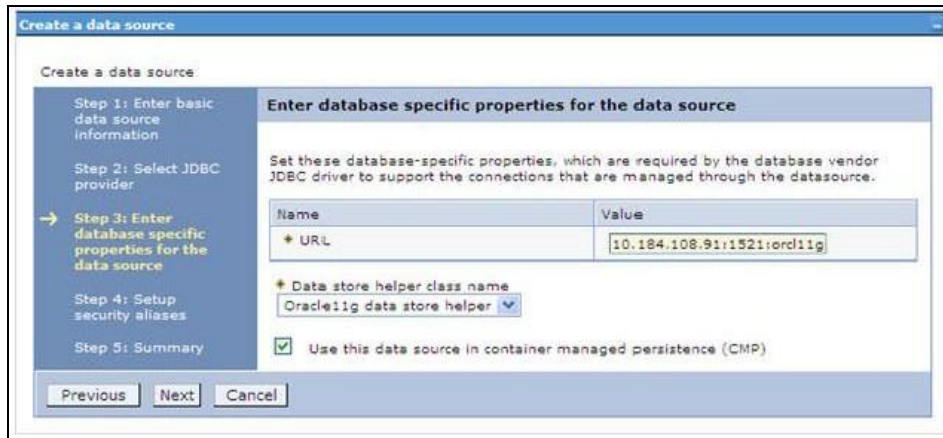 Create a data source
Create a data source
Step 1: Enter basic
data source
information
Step 2: Select JDBC
provider
Step 3: Enter
database specific
properties for the
data source
Step 4: Setup
security aliases
Step 5: Summary
Enter database specific properties for the data source
Set these database-specific properties, which are required by the database vendor
JDBC driver to support the connections that are managed through the datasource.
Name Value
URL 10.184.108.91:1521:orcl11g
Data store helper class name
Oracle11g data store helper
Use this data source in container managed persistence (CMP)
Previous Next Cancel